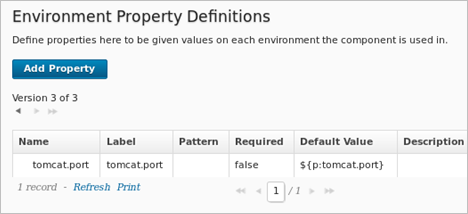 Environment Property Definitions
Define properties here to be given values on each environment the component is used in.
Add Property
Version 3 of 3
Name Label Pattern Required Default Value Description
tomcat.port tomcat.port false ${p:tomcat.port}
1 record - Refresh Print 1 / 1